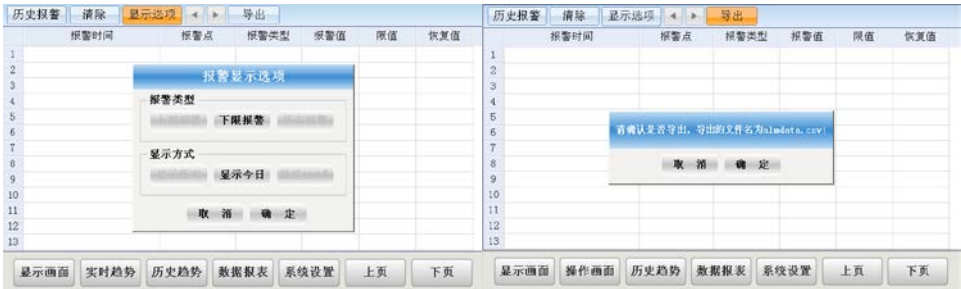 历史报警 清除 显示选项 导出
报警时间 报警点 报警类型 报警值 限值 恢复值
1
2
3
4
5
6
7
8
9
10
11
12
13
报警显示选项
报警类型
下限报警
显示方式
显示今日
取 消 确 定
显示画面 实时趋势 历史趋势 数据报表 系统设置 上页 下页
历史报警 清除 显示选项 导出
报警时间 报警点 报警类型 报警值 限值 恢复值
1
2
3
4
5
6
7
8
9
10
11
12
13
请确认是否导出，导出的文件名为almdata.csv!
取 消 确 定
显示画面 操作画面 历史趋势 数据报表 系统设置 上页 下页